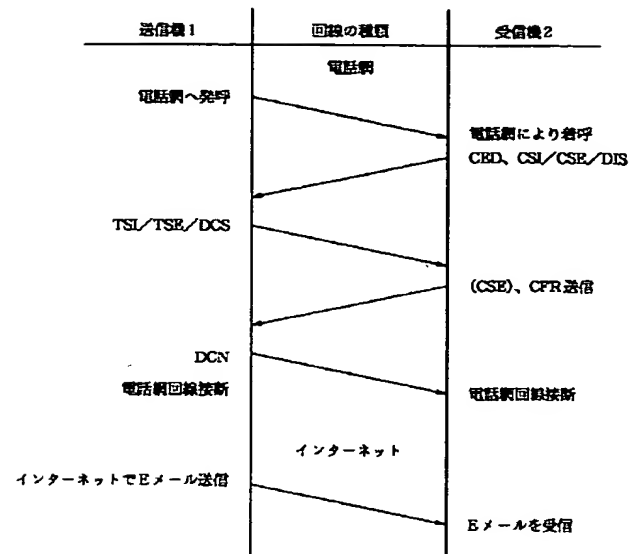 送信機1 回線の種類 受信機2
電話網
電話網へ発呼
電話網により着呼
CED、CSI/CSE/DIS
TSI/TSE/DCS
(CSE)、CFR送信
DCN
電話網回線接断
電話網回線接断
インターネット
インターネットでEメール送信
Eメールを受信